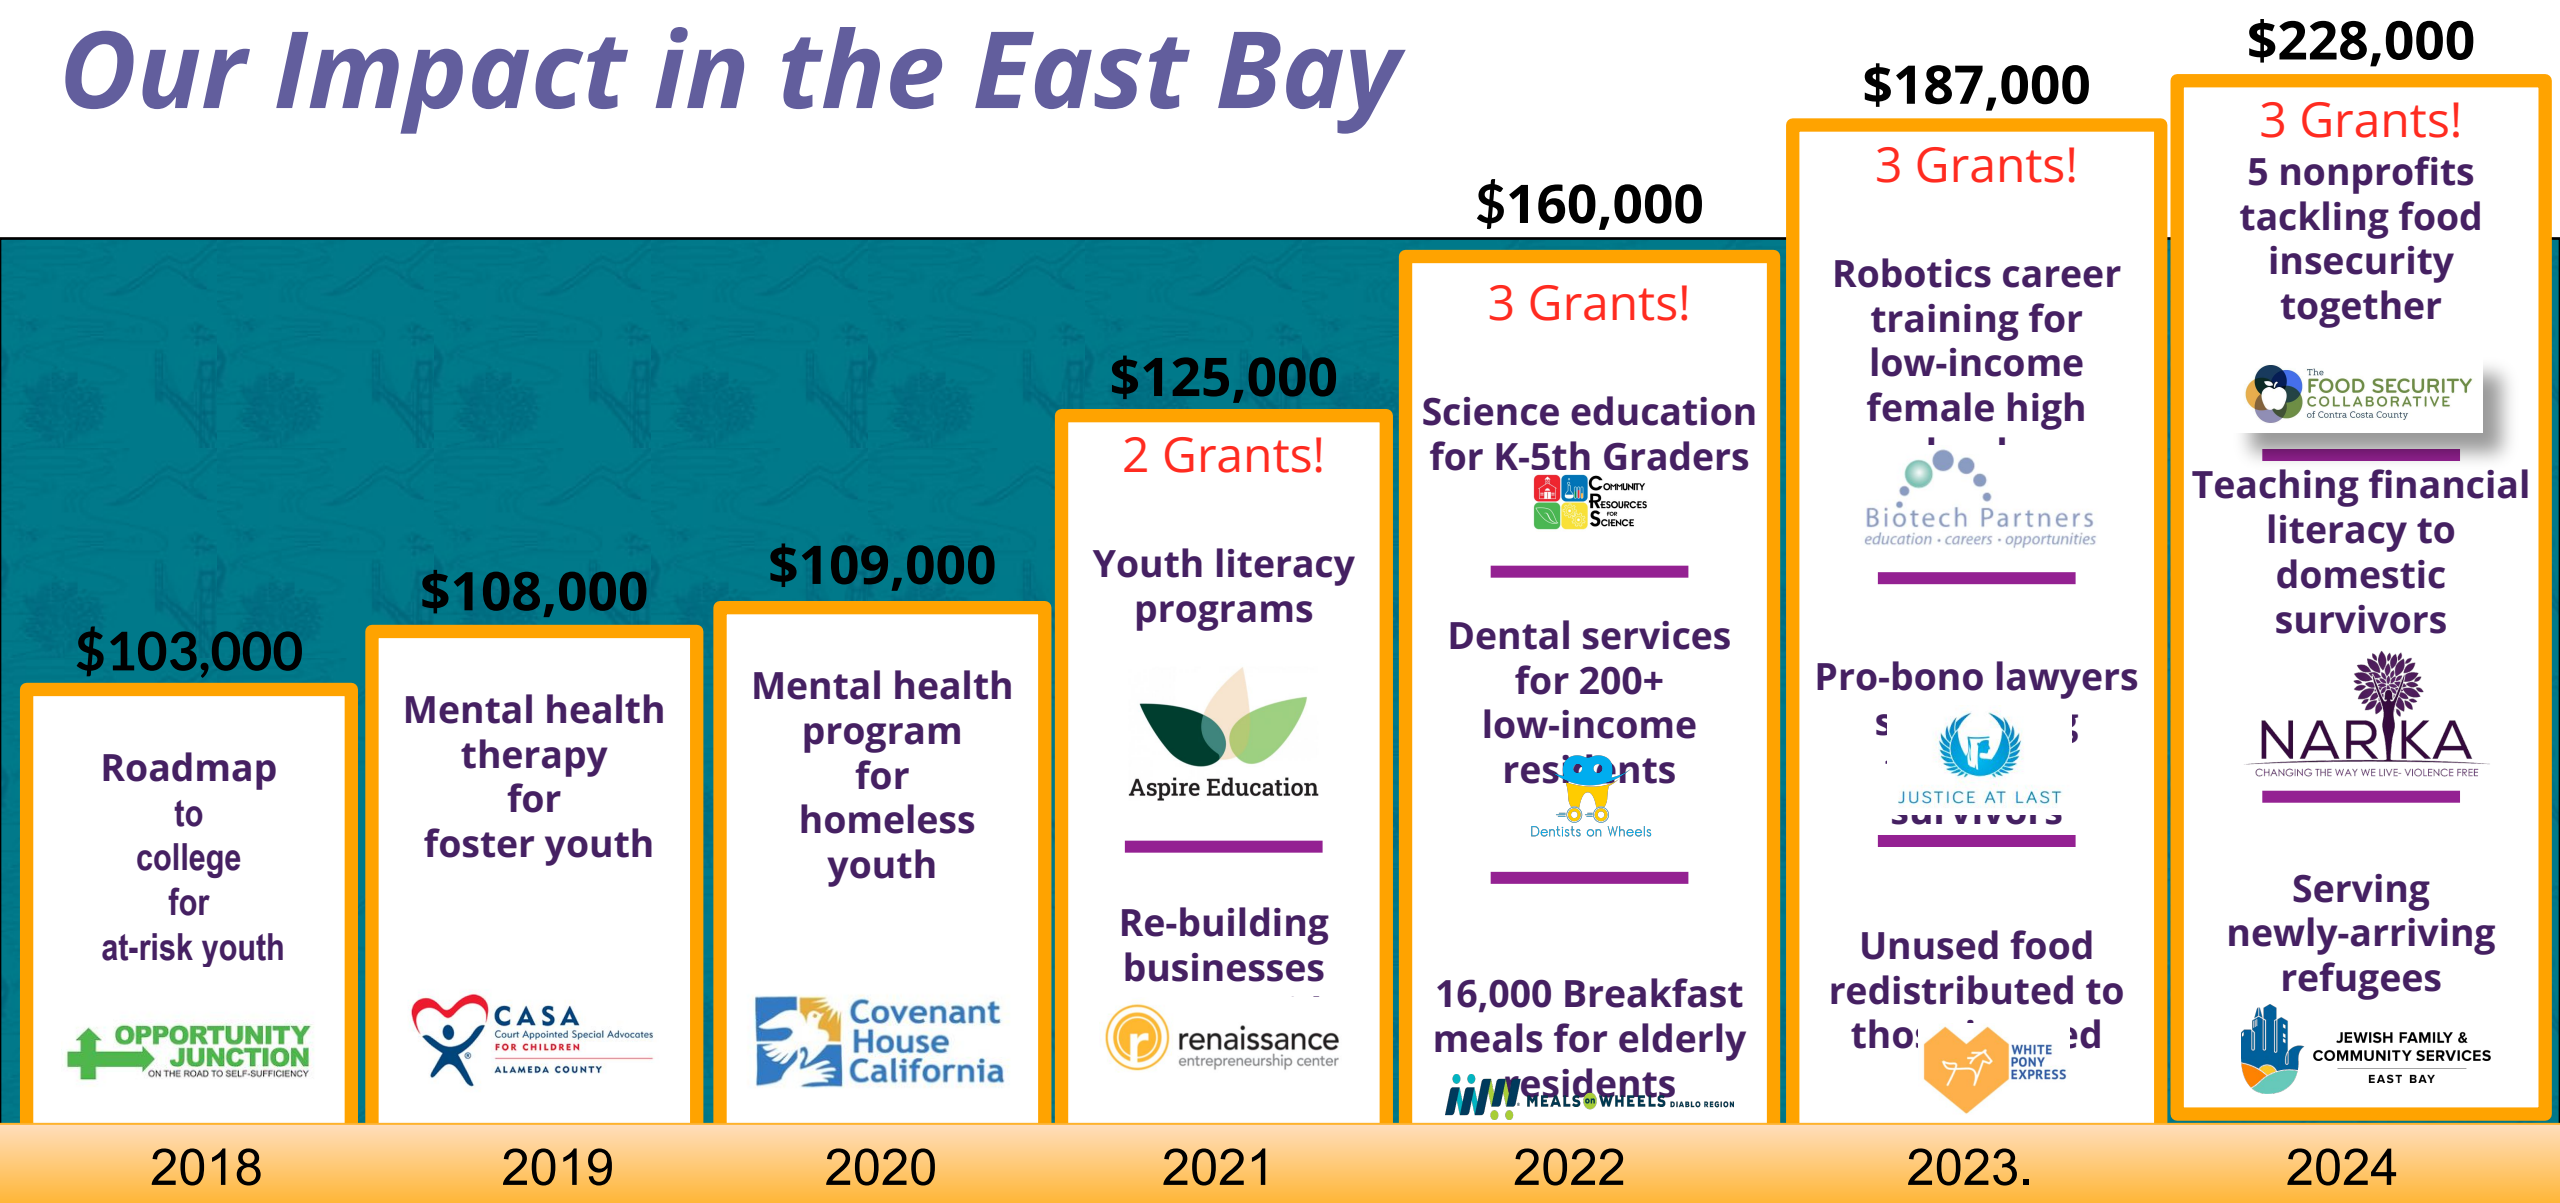 Our Impact in the East Bay
$103,000
Roadmap
to
college
for
at-risk youth
OPPORTUNITY
JUNCTION
ON THE ROAD TO SELF-SUFFICIENCY
2018
$108,000
Mental health
therapy
for
foster youth
CASA
Court Appointed Special Advocates
FOR CHILDREN
ALAMEDA COUNTY
2019
$109,000
Mental health
program
for
homeless
youth
Covenant
House
California
2020
$125,000
2 Grants!
Youth literacy
programs
Aspire Education
Re-building
businesses
r
renaissance
entrepreneurship center
2021
$160,000
3 Grants!
Science education
for K-5th Graders
COMMUNITY
RESOURCES
FOR
SCIENCE
Dental services
for 200+
low-income
residents
Dentists on Wheels
16,000 Breakfast
meals for elderly
residents
MEALS on WHEELS DIABLO REGION
2022
$187,000
3 Grants!
Robotics career
training for
low-income
female high
Biotech Partners
education · careers · opportunities
Pro-bono lawyers
JUSTICE AT LAST
survivors
Unused food
redistributed to
WHITE
PONY
EXPRESS
2023.
$228,000
3 Grants!
5 nonprofits
tackling food
insecurity
together
The
FOOD SECURITY
COLLABORATIVE
of Contra Costa County
Teaching financial
literacy to
domestic
survivors
NARIKA
CHANGING THE WAY WE LIVE- VIOLENCE FREE
Serving
newly-arriving
refugees
JEWISH FAMILY &
COMMUNITY SERVICES
EAST BAY
2024